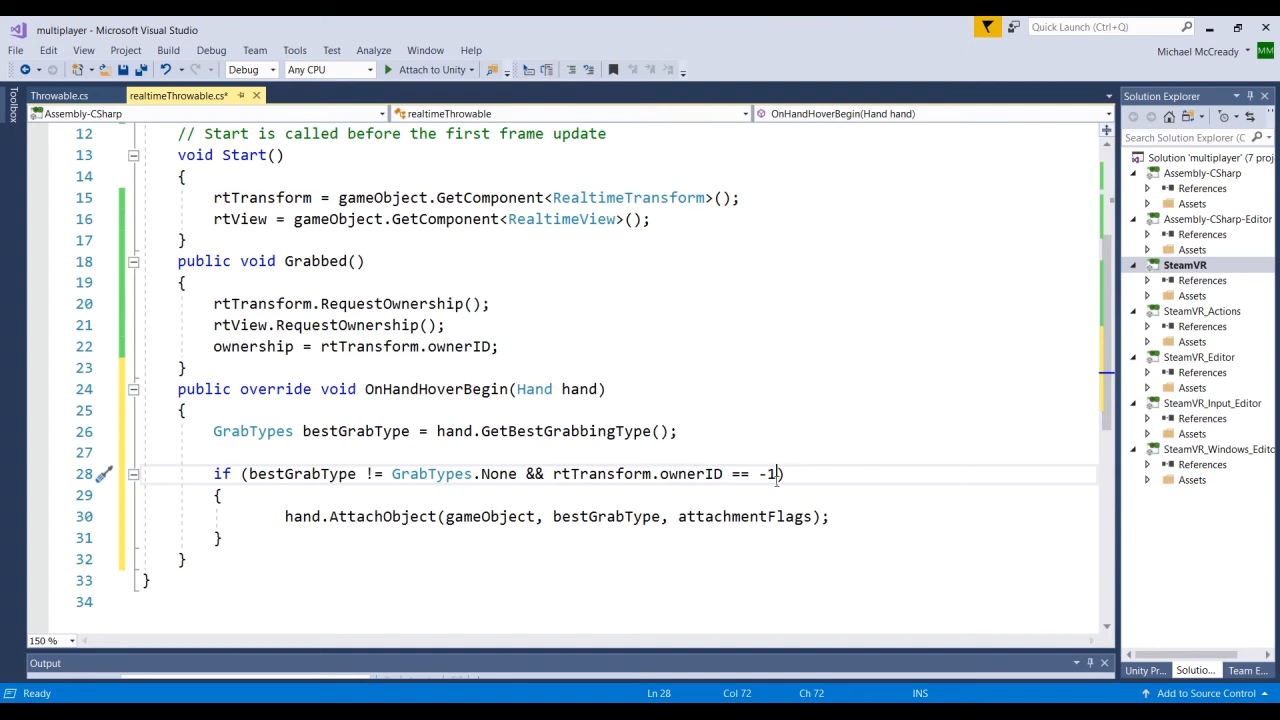 multiplayer - Microsoft Visual Studio
Quick Launch (Ctrl+Q)
File Edit View Project Build Debug Team Tools Test Analyze Window Help
Michael McCready MM
Debug Any CPU Attach to Unity
Toolbox
Throwable.cs realtimeThrowable.cs*
Assembly-CSharp realtimeThrowable OnHandHoverBegin(Hand hand)
12 // Start is called before the first frame update
13 void Start()
14 {
15 rtTransform = gameObject.GetComponent<RealtimeTransform>();
16 rtView = gameObject.GetComponent<RealtimeView>();
17 }
18 public void Grabbed()
19 {
20 rtTransform.RequestOwnership();
21 rtView.RequestOwnership();
22 ownership = rtTransform.ownerID;
23 }
24 public override void OnHandHoverBegin(Hand hand)
25 {
26 GrabTypes bestGrabType = hand.GetBestGrabbingType();
27
28 if (bestGrabType != GrabTypes.None && rtTransform.ownerID == -1)
29 {
30 hand.AttachObject(gameObject, bestGrabType, attachmentFlags);
31 }
32 }
33 }
34
150 %
Output
Solution Explorer
Search Solution Explorer (Ctrl+;)
Solution 'multiplayer' (7 proj
Assembly-CSharp
References
Assets
Assembly-CSharp-Editor
References
Assets
SteamVR
References
Assets
SteamVR_Actions
References
Assets
SteamVR_Editor
References
Assets
SteamVR_Input_Editor
References
Assets
SteamVR_Windows_Editor
References
Assets
Unity Pr... Solutio... Team E...
Ready Ln 28 Col 72 Ch 72 INS Add to Source Control